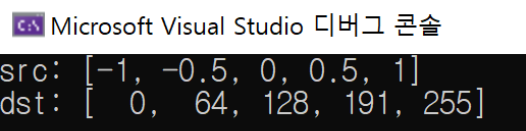 Microsoft Visual Studio 디버그 콘솔
src: [-1, -0.5, 0, 0.5, 1]
dst: [  0,  64, 128, 191, 255]